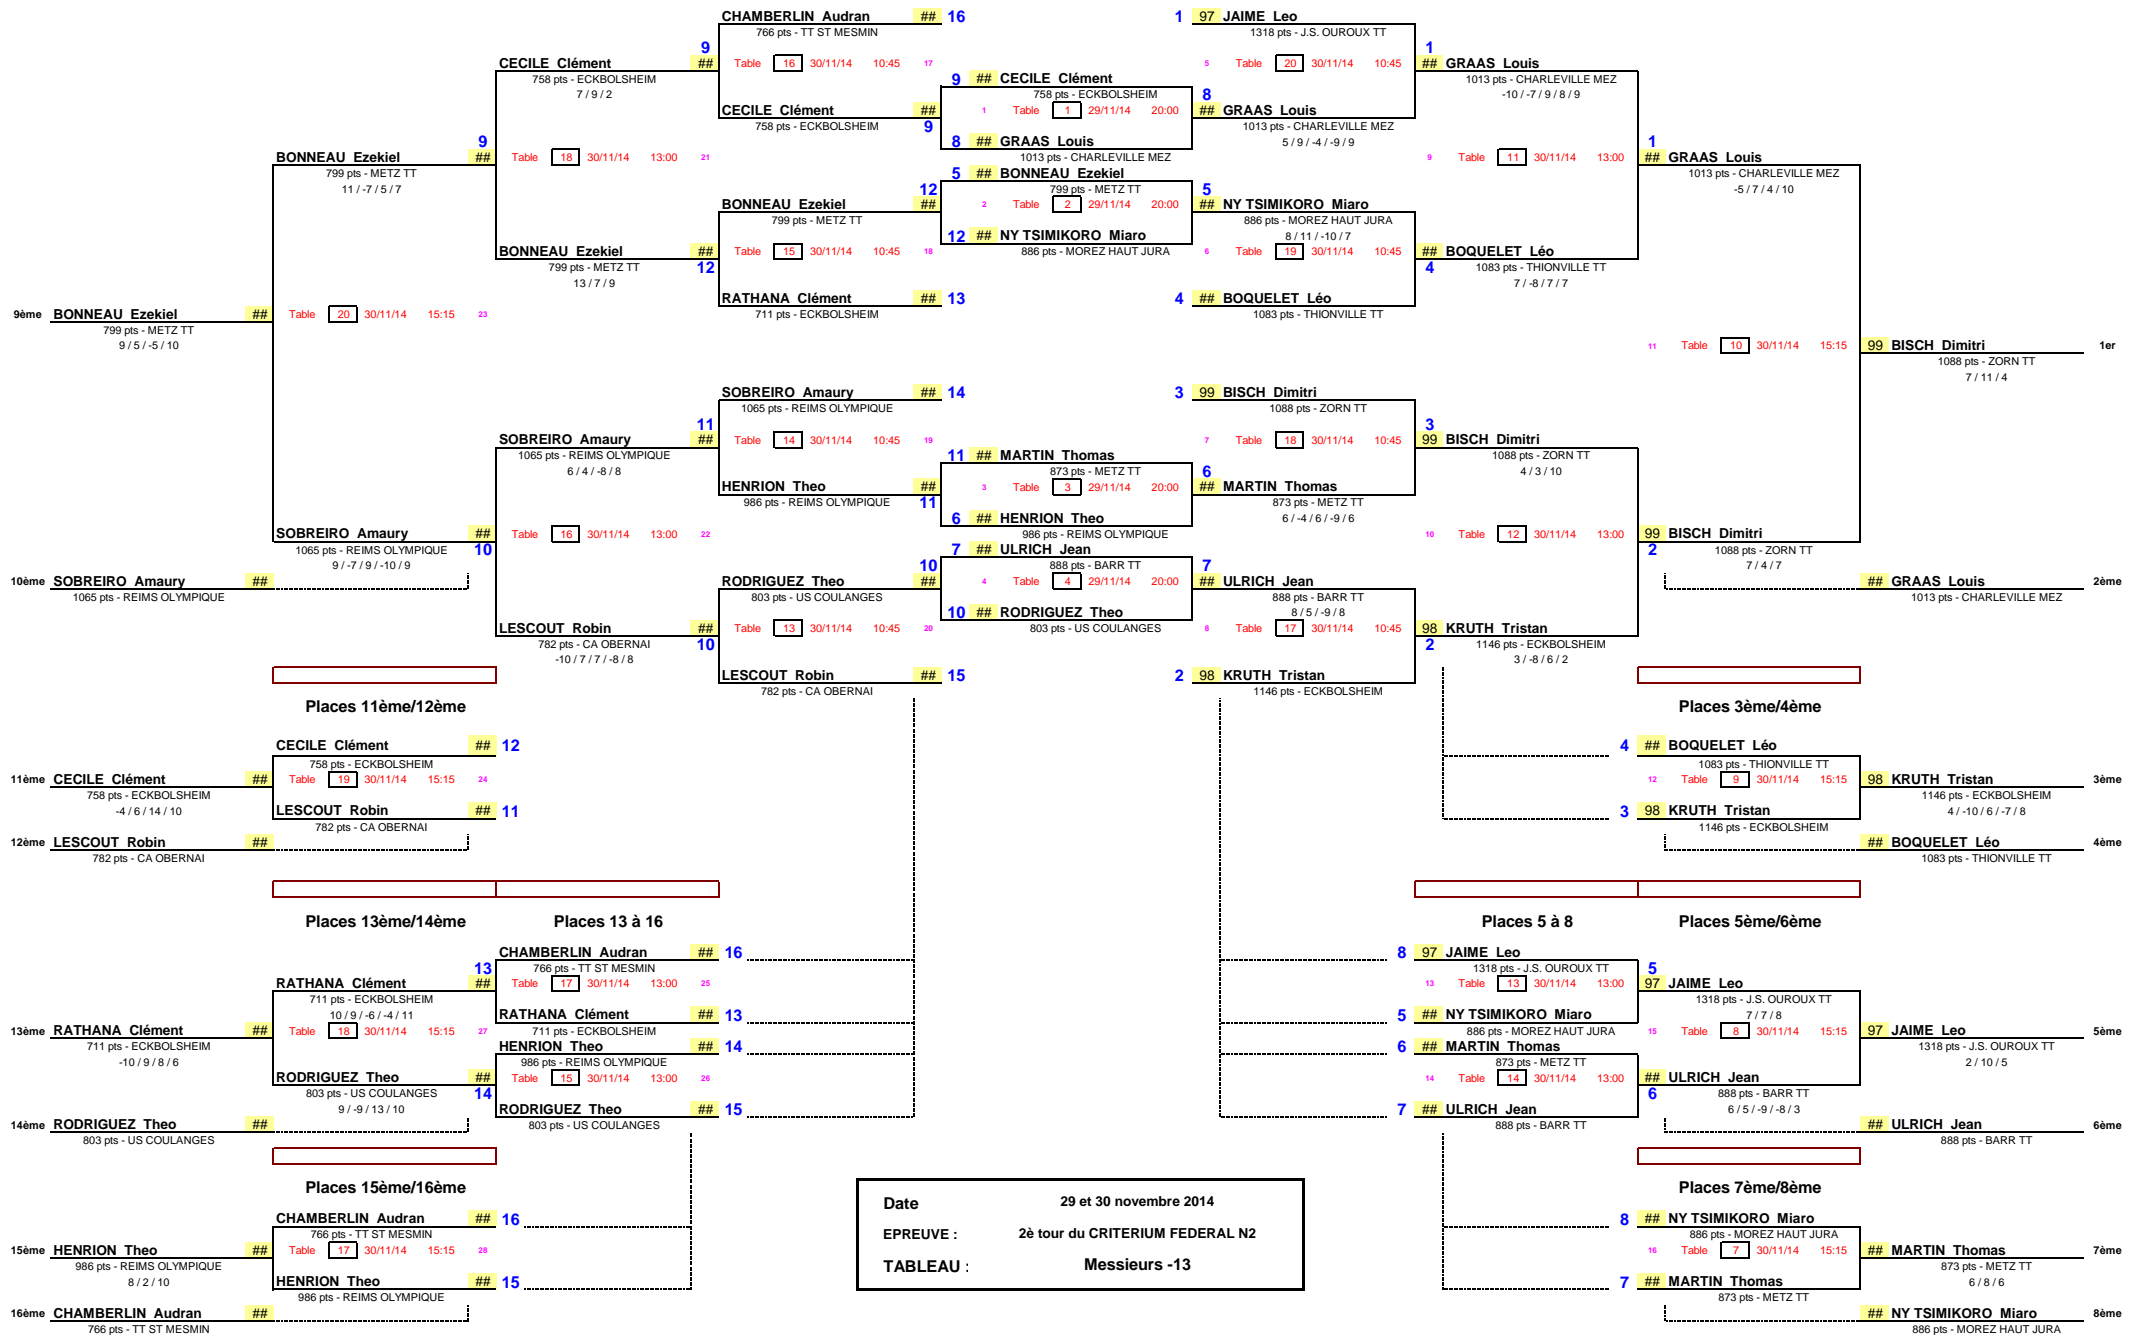 CHAMBERLIN Audran ## 16 1 97 JAIME Leo
766 pts - TT ST MESMIN 1318 pts - J.S. OUROUX TT
9 1
CECILE Clément ## Table 16 30/11/14 10:45 17 5 Table 20 30/11/14 10:45 ## GRAAS Louis
758 pts - ECKBOLSHEIM 9 ## CECILE Clément 1013 pts - CHARLEVILLE MEZ
7 / 9 / 2 758 pts - ECKBOLSHEIM 8 -10 / -7 / 9 / 8 / 9
CECILE Clément ## 1 Table 1 29/11/14 20:00 ## GRAAS Louis
758 pts - ECKBOLSHEIM 9 1013 pts - CHARLEVILLE MEZ
9 8 ## GRAAS Louis 5 / 9 / -4 / -9 / 9 1
BONNEAU Ezekiel ## Table 18 30/11/14 13:00 21 1013 pts - CHARLEVILLE MEZ 9 Table 11 30/11/14 13:00 ## GRAAS Louis
799 pts - METZ TT 5 ## BONNEAU Ezekiel 1013 pts - CHARLEVILLE MEZ
11 / -7 / 5 / 7 12 799 pts - METZ TT 5 -5 / 7 / 4 / 10
BONNEAU Ezekiel ## 2 Table 2 29/11/14 20:00 ## NY TSIMIKORO Miaro
799 pts - METZ TT 886 pts - MOREZ HAUT JURA
12 ## NY TSIMIKORO Miaro 8 / 11 / -10 / 7
BONNEAU Ezekiel ## Table 15 30/11/14 10:45 18 886 pts - MOREZ HAUT JURA 6 Table 19 30/11/14 10:45 ## BOQUELET Léo
799 pts - METZ TT 12 4 1083 pts - THIONVILLE TT
13 / 7 / 9 7 / -8 / 7 / 7
RATHANA Clément ## 13 4 ## BOQUELET Léo
9ème BONNEAU Ezekiel ## Table 20 30/11/14 15:15 23 711 pts - ECKBOLSHEIM 1083 pts - THIONVILLE TT
799 pts - METZ TT
9 / 5 / -5 / 10 11 Table 10 30/11/14 15:15 99 BISCH Dimitri 1er
1088 pts - ZORN TT
7 / 11 / 4
SOBREIRO Amaury ## 14 3 99 BISCH Dimitri
1065 pts - REIMS OLYMPIQUE 1088 pts - ZORN TT
11 3
SOBREIRO Amaury ## Table 14 30/11/14 10:45 19 7 Table 18 30/11/14 10:45 99 BISCH Dimitri
1065 pts - REIMS OLYMPIQUE 11 ## MARTIN Thomas 1088 pts - ZORN TT
6 / 4 / -8 / 8 873 pts - METZ TT 6 4 / 3 / 10
HENRION Theo ## 3 Table 3 29/11/14 20:00 ## MARTIN Thomas
986 pts - REIMS OLYMPIQUE 11 873 pts - METZ TT
6 ## HENRION Theo 6 / -4 / 6 / -9 / 6
SOBREIRO Amaury ## Table 16 30/11/14 13:00 22 986 pts - REIMS OLYMPIQUE 10 Table 12 30/11/14 13:00 99 BISCH Dimitri
1065 pts - REIMS OLYMPIQUE 10 7 ## ULRICH Jean 2 1088 pts - ZORN TT
9 / -7 / 9 / -10 / 9 10 888 pts - BARR TT 7 7 / 4 / 7
10ème SOBREIRO Amaury ## RODRIGUEZ Theo ## 4 Table 4 29/11/14 20:00 ## ULRICH Jean ## GRAAS Louis 2ème
1065 pts - REIMS OLYMPIQUE 803 pts - US COULANGES 888 pts - BARR TT 1013 pts - CHARLEVILLE MEZ
10 ## RODRIGUEZ Theo 8 / 5 / -9 / 8
LESCOUT Robin ## Table 13 30/11/14 10:45 20 803 pts - US COULANGES 8 Table 17 30/11/14 10:45 98 KRUTH Tristan
782 pts - CA OBERNAI 10 2 1146 pts - ECKBOLSHEIM
-10 / 7 / 7 / -8 / 8 3 / -8 / 6 / 2
LESCOUT Robin ## 15 2 98 KRUTH Tristan
782 pts - CA OBERNAI 1146 pts - ECKBOLSHEIM
Places 11ème/12ème Places 3ème/4ème
CECILE Clément ## 12 4 ## BOQUELET Léo
758 pts - ECKBOLSHEIM 1083 pts - THIONVILLE TT
11ème CECILE Clément ## Table 19 30/11/14 15:15 24 12 Table 9 30/11/14 15:15 98 KRUTH Tristan 3ème
758 pts - ECKBOLSHEIM 1146 pts - ECKBOLSHEIM
-4 / 6 / 14 / 10 LESCOUT Robin ## 11 3 98 KRUTH Tristan 4 / -10 / 6 / -7 / 8
782 pts - CA OBERNAI 1146 pts - ECKBOLSHEIM
12ème LESCOUT Robin ## ## BOQUELET Léo 4ème
782 pts - CA OBERNAI 1083 pts - THIONVILLE TT
Places 13ème/14ème Places 13 à 16 Places 5 à 8 Places 5ème/6ème
CHAMBERLIN Audran ## 16 8 97 JAIME Leo
13 766 pts - TT ST MESMIN 1318 pts - J.S. OUROUX TT 5
RATHANA Clément ## Table 17 30/11/14 13:00 25 13 Table 13 30/11/14 13:00 97 JAIME Leo
711 pts - ECKBOLSHEIM 1318 pts - J.S. OUROUX TT
10 / 9 / -6 / -4 / 11 RATHANA Clément ## 13 5 ## NY TSIMIKORO Miaro 7 / 7 / 8
13ème RATHANA Clément ## Table 18 30/11/14 15:15 27 711 pts - ECKBOLSHEIM 886 pts - MOREZ HAUT JURA 15 Table 8 30/11/14 15:15 97 JAIME Leo 5ème
711 pts - ECKBOLSHEIM HENRION Theo ## 14 6 ## MARTIN Thomas 1318 pts - J.S. OUROUX TT
-10 / 9 / 8 / 6 986 pts - REIMS OLYMPIQUE 873 pts - METZ TT 2 / 10 / 5
RODRIGUEZ Theo ## Table 15 30/11/14 13:00 26 14 Table 14 30/11/14 13:00 ## ULRICH Jean
803 pts - US COULANGES 14 6 888 pts - BARR TT
9 / -9 / 13 / 10 RODRIGUEZ Theo ## 15 7 ## ULRICH Jean 6 / 5 / -9 / -8 / 3
14ème RODRIGUEZ Theo ## 803 pts - US COULANGES 888 pts - BARR TT ## ULRICH Jean 6ème
803 pts - US COULANGES 888 pts - BARR TT
Places 15ème/16ème Places 7ème/8ème
Date 29 et 30 novembre 2014
CHAMBERLIN Audran ## 16 8 ## NY TSIMIKORO Miaro
766 pts - TT ST MESMIN EPREUVE : 2è tour du CRITERIUM FEDERAL N2 886 pts - MOREZ HAUT JURA
15ème HENRION Theo ## Table 17 30/11/14 15:15 28 16 Table 7 30/11/14 15:15 ## MARTIN Thomas 7ème
986 pts - REIMS OLYMPIQUE TABLEAU : Messieurs -13 873 pts - METZ TT
8 / 2 / 10 HENRION Theo ## 15 7 ## MARTIN Thomas 6 / 8 / 6
986 pts - REIMS OLYMPIQUE 873 pts - METZ TT
16ème CHAMBERLIN Audran ## ## NY TSIMIKORO Miaro 8ème
766 pts - TT ST MESMIN 886 pts - MOREZ HAUT JURA